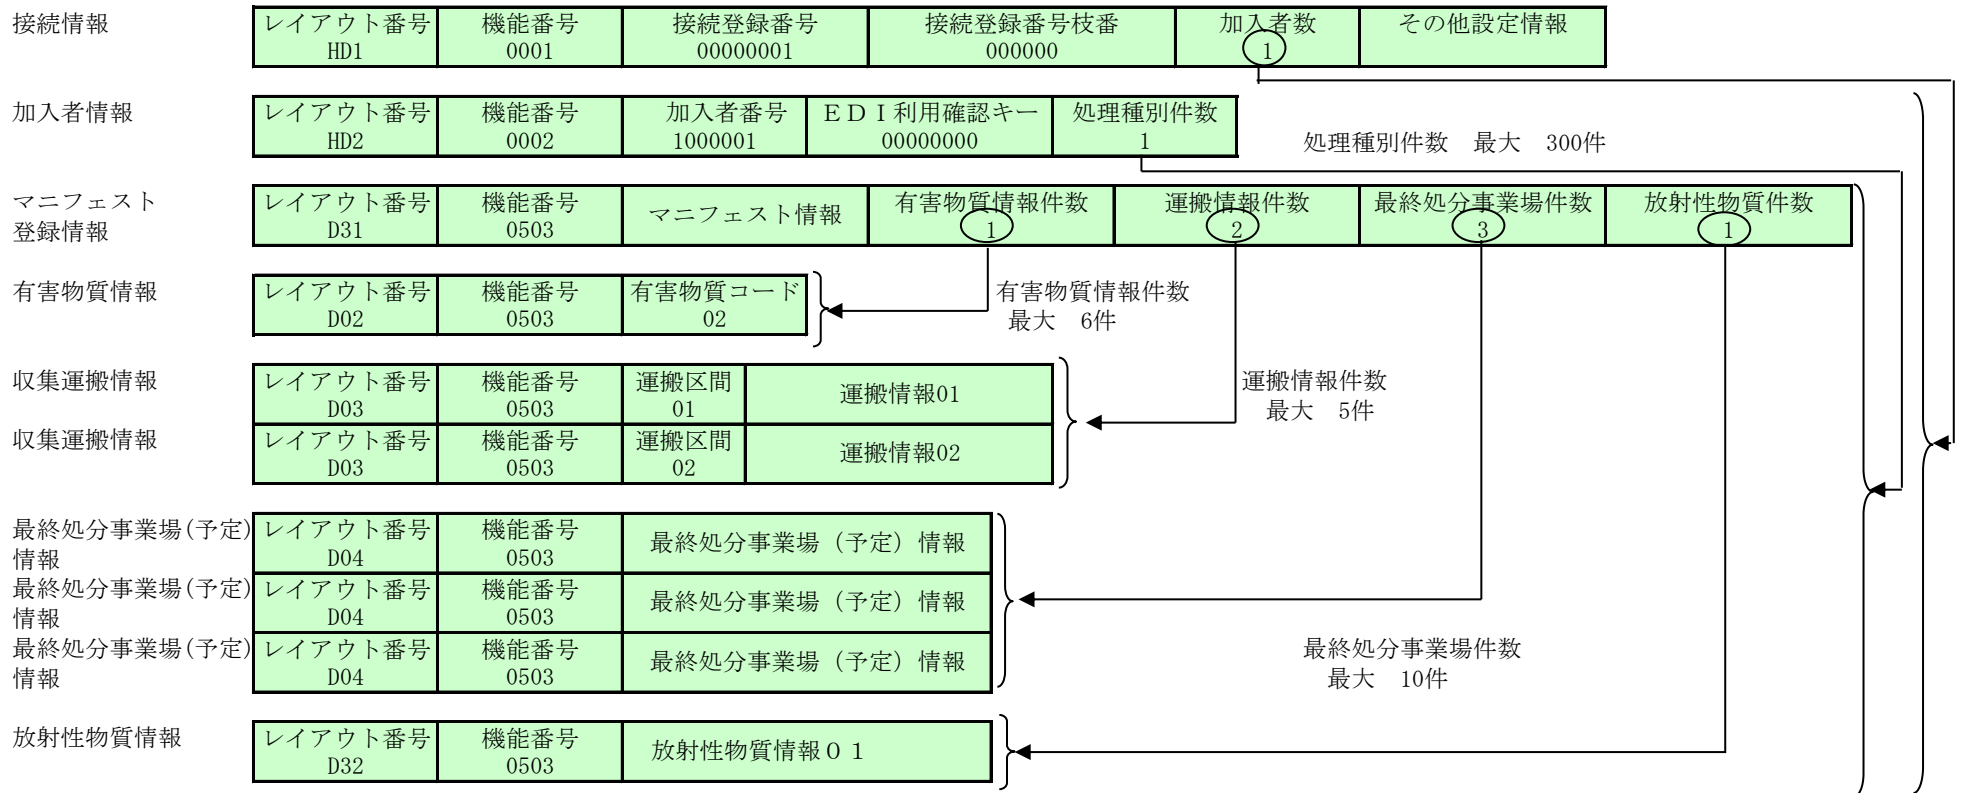 接続情報
レイアウト番号 機能番号 接続登録番号 接続登録番号枝番 加入者数 その他設定情報
HD1 0001 00000001 000000 1
加入者情報
レイアウト番号 機能番号 加入者番号 ＥＤＩ利用確認キー 処理種別件数
HD2 0002 1000001 00000000 1
処理種別件数　最大　300件
マニフェスト
登録情報
レイアウト番号 機能番号 マニフェスト情報 有害物質情報件数 運搬情報件数 最終処分事業場件数 放射性物質件数
D31 0503 1 2 3 1
有害物質情報
レイアウト番号 機能番号 有害物質コード
D02 0503 02
有害物質情報件数
最大　6件
収集運搬情報
レイアウト番号 機能番号 運搬区間 運搬情報01
D03 0503 01
運搬情報件数
最大　5件
収集運搬情報
レイアウト番号 機能番号 運搬区間 運搬情報02
D03 0503 02
最終処分事業場(予定)
情報
レイアウト番号 機能番号 最終処分事業場（予定）情報
D04 0503
最終処分事業場(予定)
情報
レイアウト番号 機能番号 最終処分事業場（予定）情報
D04 0503
最終処分事業場(予定)
情報
レイアウト番号 機能番号 最終処分事業場（予定）情報
D04 0503
最終処分事業場件数
最大　10件
放射性物質情報
レイアウト番号 機能番号 放射性物質情報０１
D32 0503